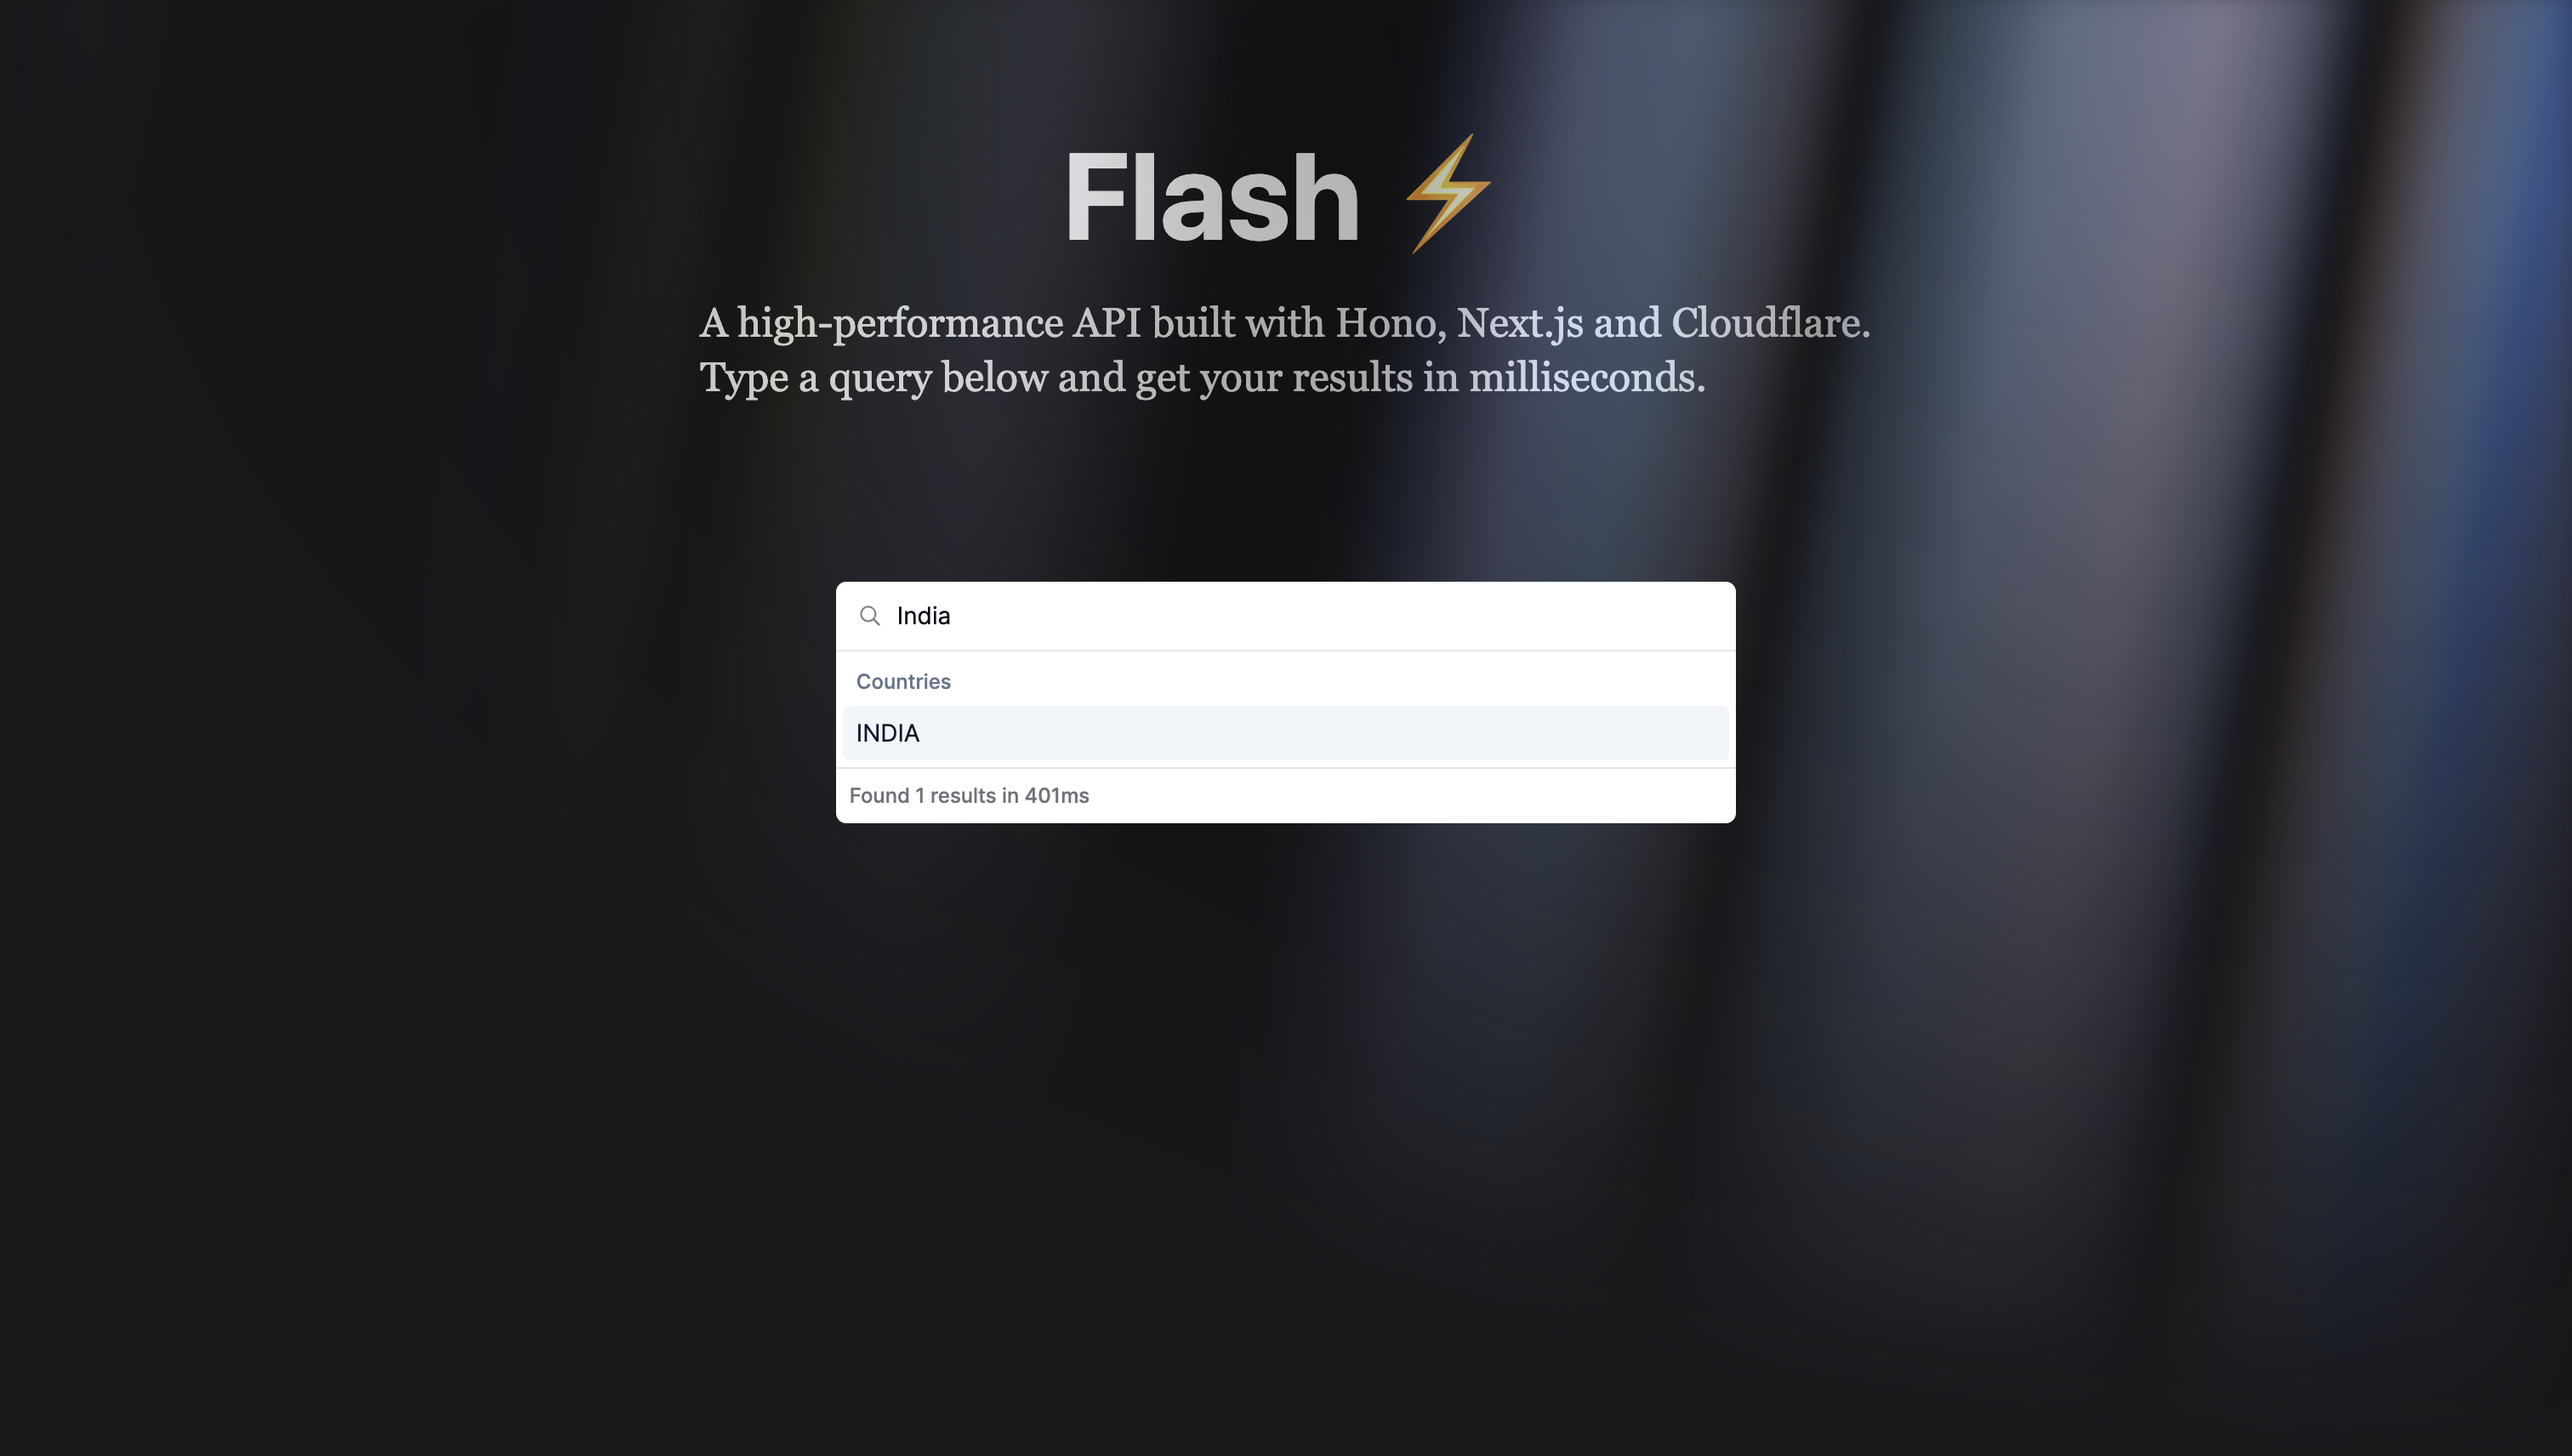 Flash ⚡
A high-performance API built with Hono, Next.js and Cloudflare.
Type a query below and get your results in milliseconds.
India
Countries
INDIA
Found 1 results in 401ms